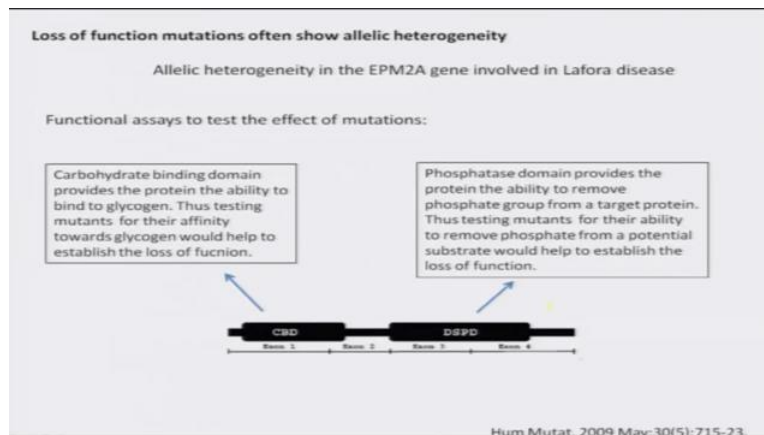 Loss of function mutations often show allelic heterogeneity
Allelic heterogeneity in the EPM2A gene involved in Lafora disease
Functional assays to test the effect of mutations:
Carbohydrate binding domain
provides the protein the ability to
bind to glycogen. Thus testing
mutants for their affinity
towards glycogen would help to
establish the loss of fucnion.
Phosphatase domain provides the
protein the ability to remove
phosphate group from a target protein.
Thus testing mutants for their ability
to remove phosphate from a potential
substrate would help to establish the
loss of function.
CBD DSPD
Exon 1 Exon 2 Exon 3 Exon 4
Hum Mutat. 2009 May;30(5):715-23.